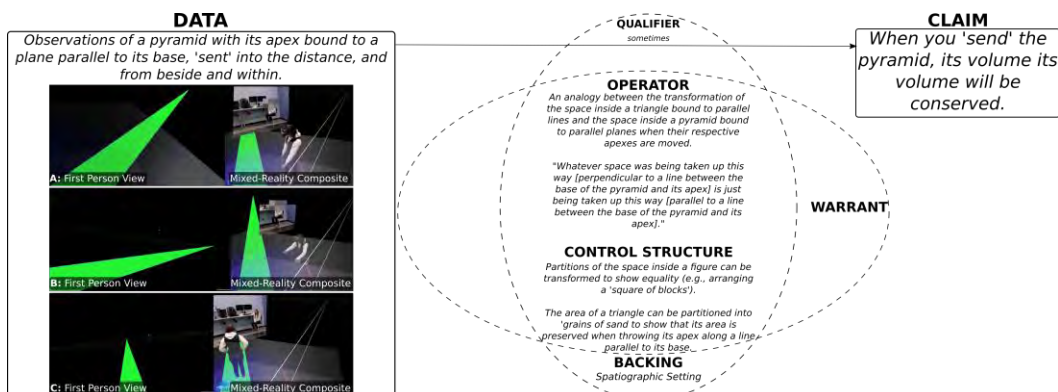 DATA
Observations of a pyramid with its apex bound to a
plane parallel to its base, 'sent' into the distance, and
from beside and within.
A: First Person View
Mixed-Reality Composite
B: First Person View
Mixed-Reality Composite
C: First Person View
Mixed-Reality Composite
QUALIFIER
sometimes
OPERATOR
An analogy between the transformation of
the space inside a triangle bound to parallel
lines and the space inside a pyramid bound
to parallel planes when their respective
apexes are moved.
"Whatever space was being taken up this
way [perpendicular to a line between the
base of the pyramid and its apex] is just
being taken up this way [parallel to a line
between the base of the pyramid and its
apex]."
CONTROL STRUCTURE
Partitions of the space inside a figure can be
transformed to show equality (e.g., arranging
a 'square of blocks').
The area of a triangle can be partitioned into
'grains of sand to show that its area is
preserved when throwing its apex along a line
parallel to its base.
BACKING
Spatiographic Setting
WARRANT
CLAIM
When you 'send' the
pyramid, its volume its
volume will be
conserved.